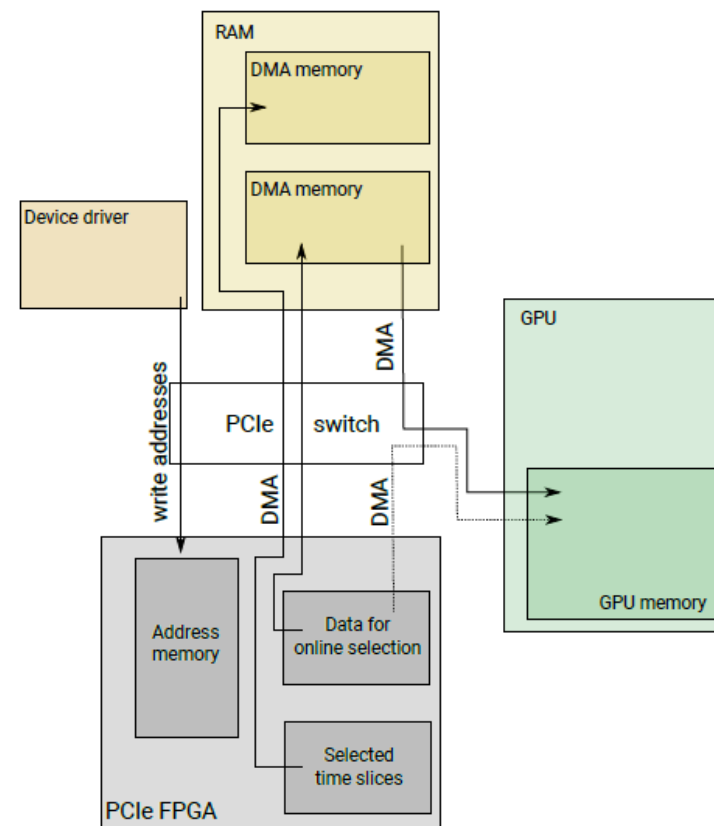 RAM
DMA memory
DMA memory
Device driver
GPU
DMA
write addresses
PCIe switch
DMA
DMA
GPU memory
Address
memory
Data for
online selection
Selected
time slices
PCIe FPGA